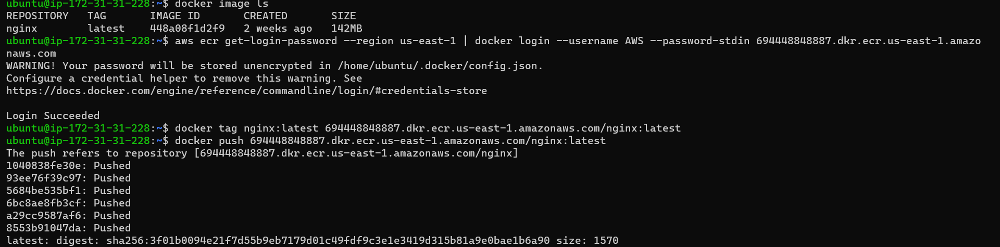 ubuntu@ip-172-31-31-228:~$ docker image ls
REPOSITORY   TAG       IMAGE ID       CREATED       SIZE
nginx        latest    448a08f1d2f9   2 weeks ago   142MB
ubuntu@ip-172-31-31-228:~$ aws ecr get-login-password --region us-east-1 | docker login --username AWS --password-stdin 694448848887.dkr.ecr.us-east-1.amazo
naws.com
WARNING! Your password will be stored unencrypted in /home/ubuntu/.docker/config.json.
Configure a credential helper to remove this warning. See
https://docs.docker.com/engine/reference/commandline/login/#credentials-store

Login Succeeded
ubuntu@ip-172-31-31-228:~$ docker tag nginx:latest 694448848887.dkr.ecr.us-east-1.amazonaws.com/nginx:latest
ubuntu@ip-172-31-31-228:~$ docker push 694448848887.dkr.ecr.us-east-1.amazonaws.com/nginx:latest
The push refers to repository [694448848887.dkr.ecr.us-east-1.amazonaws.com/nginx]
1040838fe30e: Pushed
93ee76f39c97: Pushed
5684be535bf1: Pushed
6bc8ae8fb3cf: Pushed
a29cc9587af6: Pushed
8553b91047da: Pushed
latest: digest: sha256:3f01b0094e21f7d55b9eb7179d01c49fdf9c3e1e3419d315b81a9e0bae1b6a90 size: 1570